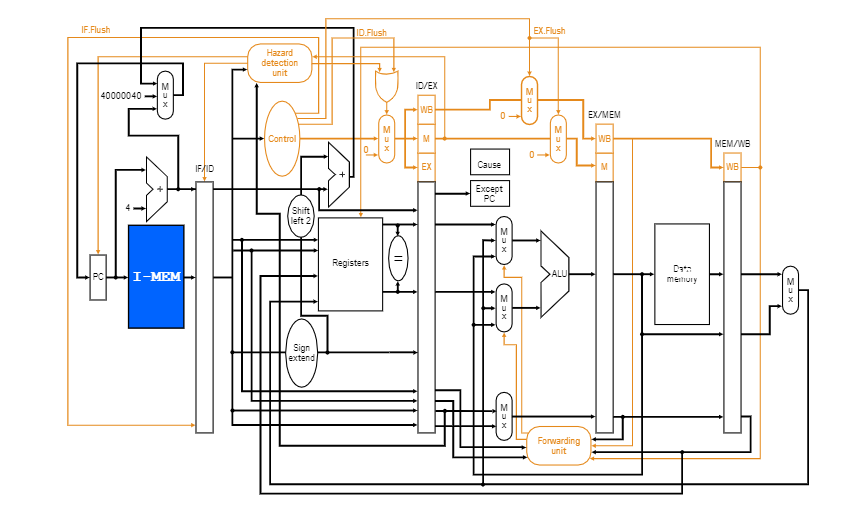 IF.Flush
ID.Flush
EX.Flush
Hazard
detection
unit
M
u
x
40000040
ID/EX
WB
M
EX
0
M
u
x
EX/MEM
WB
M
MEM/WB
WB
Control
M
u
x
0
0
M
u
x
IF/ID
+
4
+
Cause
Except
PC
Shift
left 2
PC
I-MEM
Registers
=
M
u
x
ALU
Data
memory
M
u
x
M
u
x
Sign
extend
M
u
x
Forwarding
unit